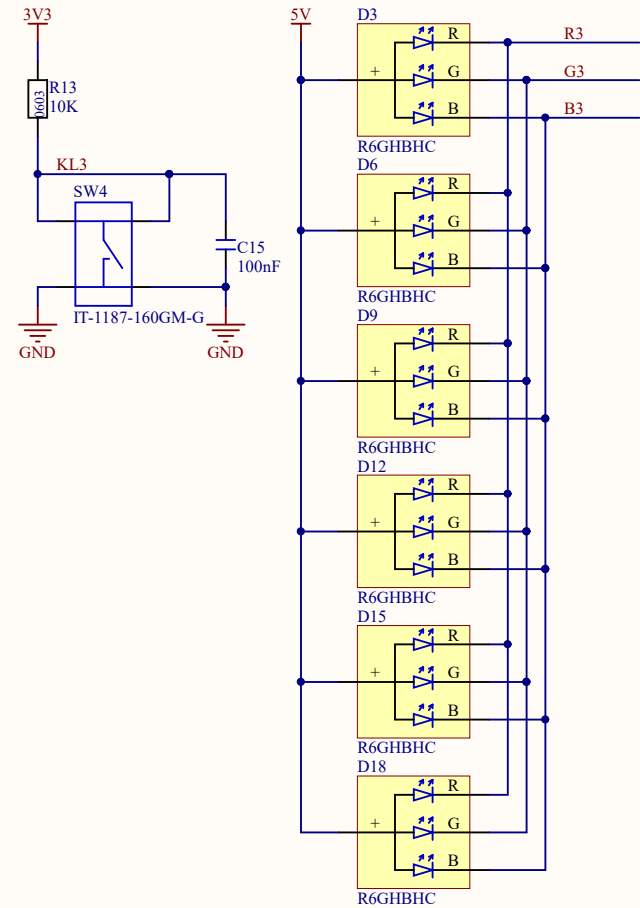 3V3
R13
0603
10K
KL3
SW4
C15
100nF
IT-1187-160GM-G
GND
GND
5V
D3
R
+
G
B
R6GHBHC
R3
G3
B3
D6
R
+
G
B
R6GHBHC
D9
R
+
G
B
R6GHBHC
D12
R
+
G
B
R6GHBHC
D15
R
+
G
B
R6GHBHC
D18
R
+
G
B
R6GHBHC